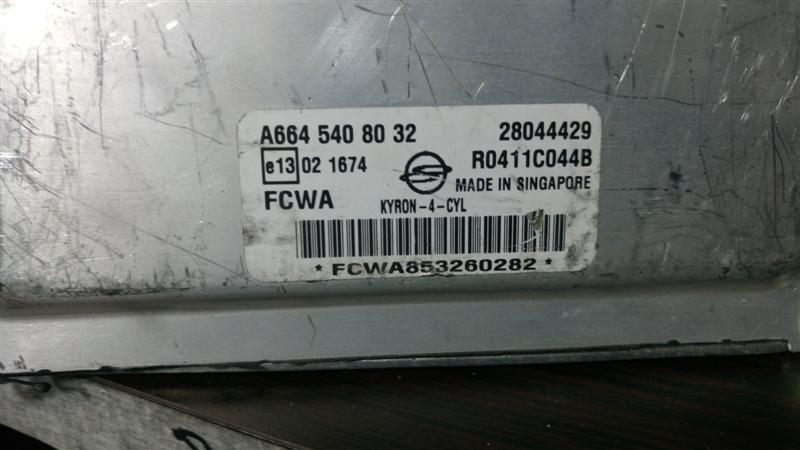 A664 540 80 32 28044429
e13 02 1674 R0411C044B
MADE IN SINGAPORE
FCWA KYRON-4-CYL
* FCWA853260282 *